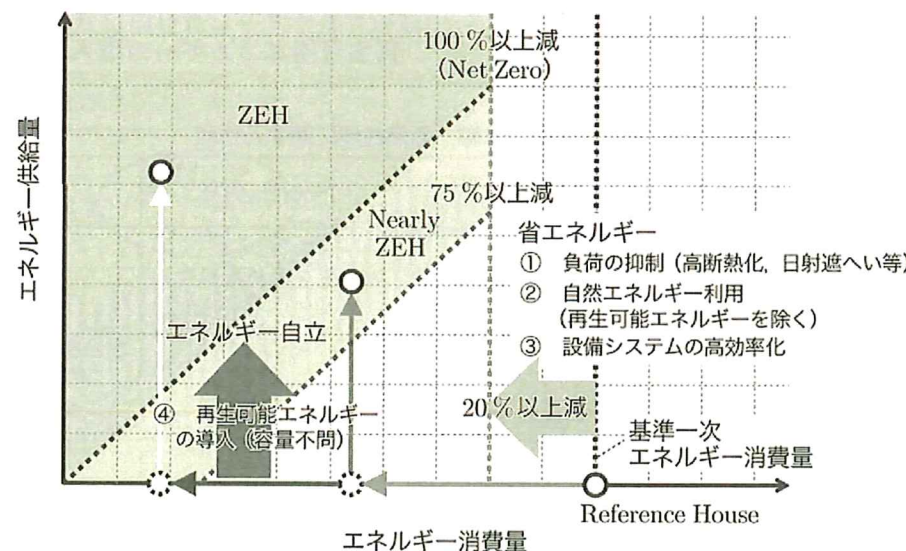 エネルギー供給量
ZEH
100 %以上減
(Net Zero)
Nearly
ZEH
75 %以上減
省エネルギー
① 負荷の抑制(高断熱化,日射遮へい等)
② 自然エネルギー利用
(再生可能エネルギーを除く)
③ 設備システムの高効率化
エネルギー自立
④ 再生可能エネルギー
の導入(容量不問)
20 %以上減
基準一次
エネルギー消費量
Reference House
エネルギー消費量